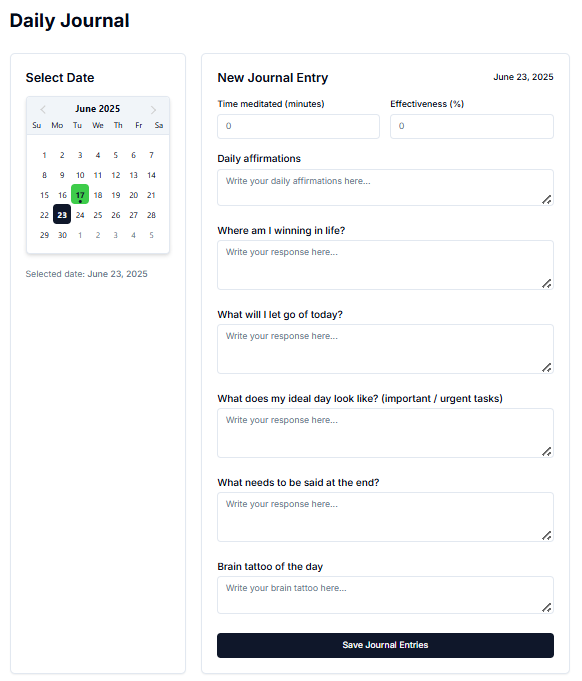 Daily Journal
Select Date
June 2025
Su Mo Tu We Th Fr Sa
1 2 3 4 5 6 7
8 9 10 11 12 13 14
15 16 17 18 19 20 21
22 23 24 25 26 27 28
29 30 1 2 3 4 5
Selected date: June 23, 2025
New Journal Entry
June 23, 2025
Time meditated (minutes)
0
Effectiveness (%)
0
Daily affirmations
Write your daily affirmations here...
Where am I winning in life?
Write your response here...
What will I let go of today?
Write your response here...
What does my ideal day look like? (important / urgent tasks)
Write your response here...
What needs to be said at the end?
Write your response here...
Brain tattoo of the day
Write your brain tattoo here...
Save Journal Entries